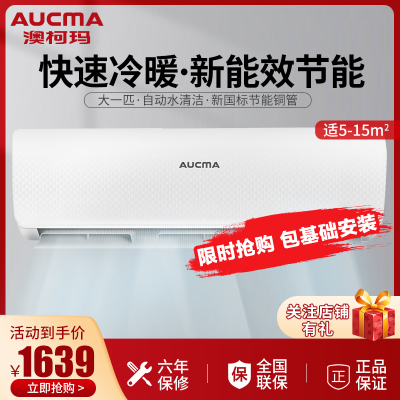 AUCMA
澳柯玛
快速冷暖·新能效节能
大一匹·自动水清洁·新国标节能铜管
适5-15m²
AUCMA
限时抢购 包基础安装
关注店铺
有礼
活动到手价
¥1639
立即抢购 >
六年
保修
保
全国
联保
正
正品
保证